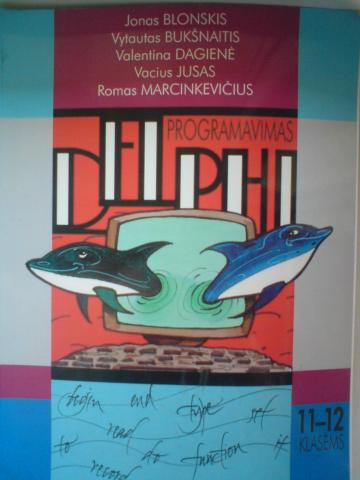 Jonas BLONSKIS
Vytautas BUKŠNAITIS
Valentina DAGIENĖ
Vacius JUSAS
Romas MARCINKEVIČIUS
PROGRAMAVIMAS
DELPHI
begin end type set
read
to do function if
record
11–12
KLASĖMS